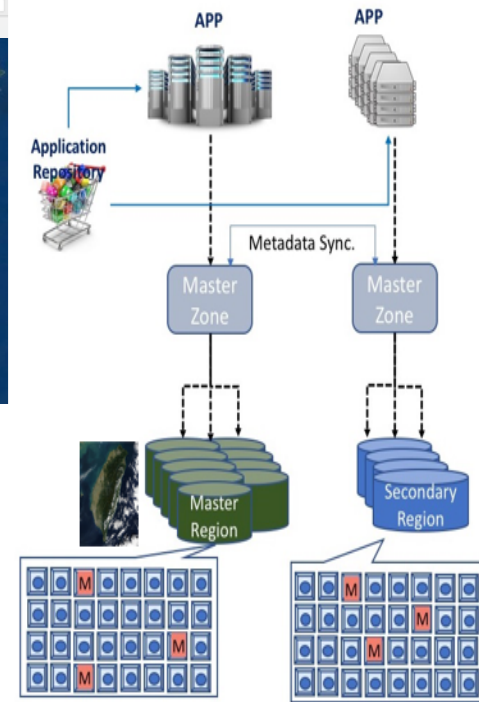 APP
APP
Application
Repository
Metadata Sync.
Master
Zone
Master
Zone
Master
Region
Secondary
Region
M
M
M
M
M
M